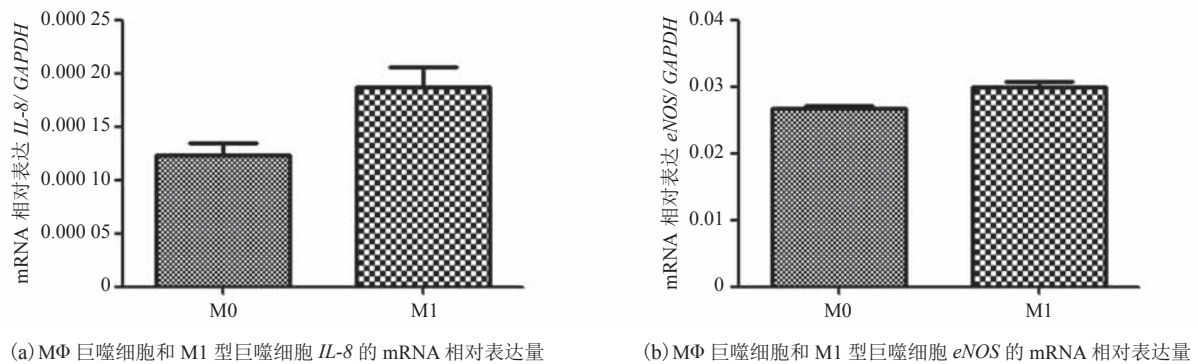 mRNA 相对表达 IL-8/ GAPDH
0.000 25
0.000 20
0.000 15
0.000 10
0.000 05
0
M0
M1
(a) MΦ 巨噬细胞和 M1 型巨噬细胞 IL-8 的 mRNA 相对表达量
mRNA 相对表达 eNOS/ GAPDH
0.04
0.03
0.02
0.01
0
M0
M1
(b) MΦ 巨噬细胞和 M1 型巨噬细胞 eNOS 的 mRNA 相对表达量